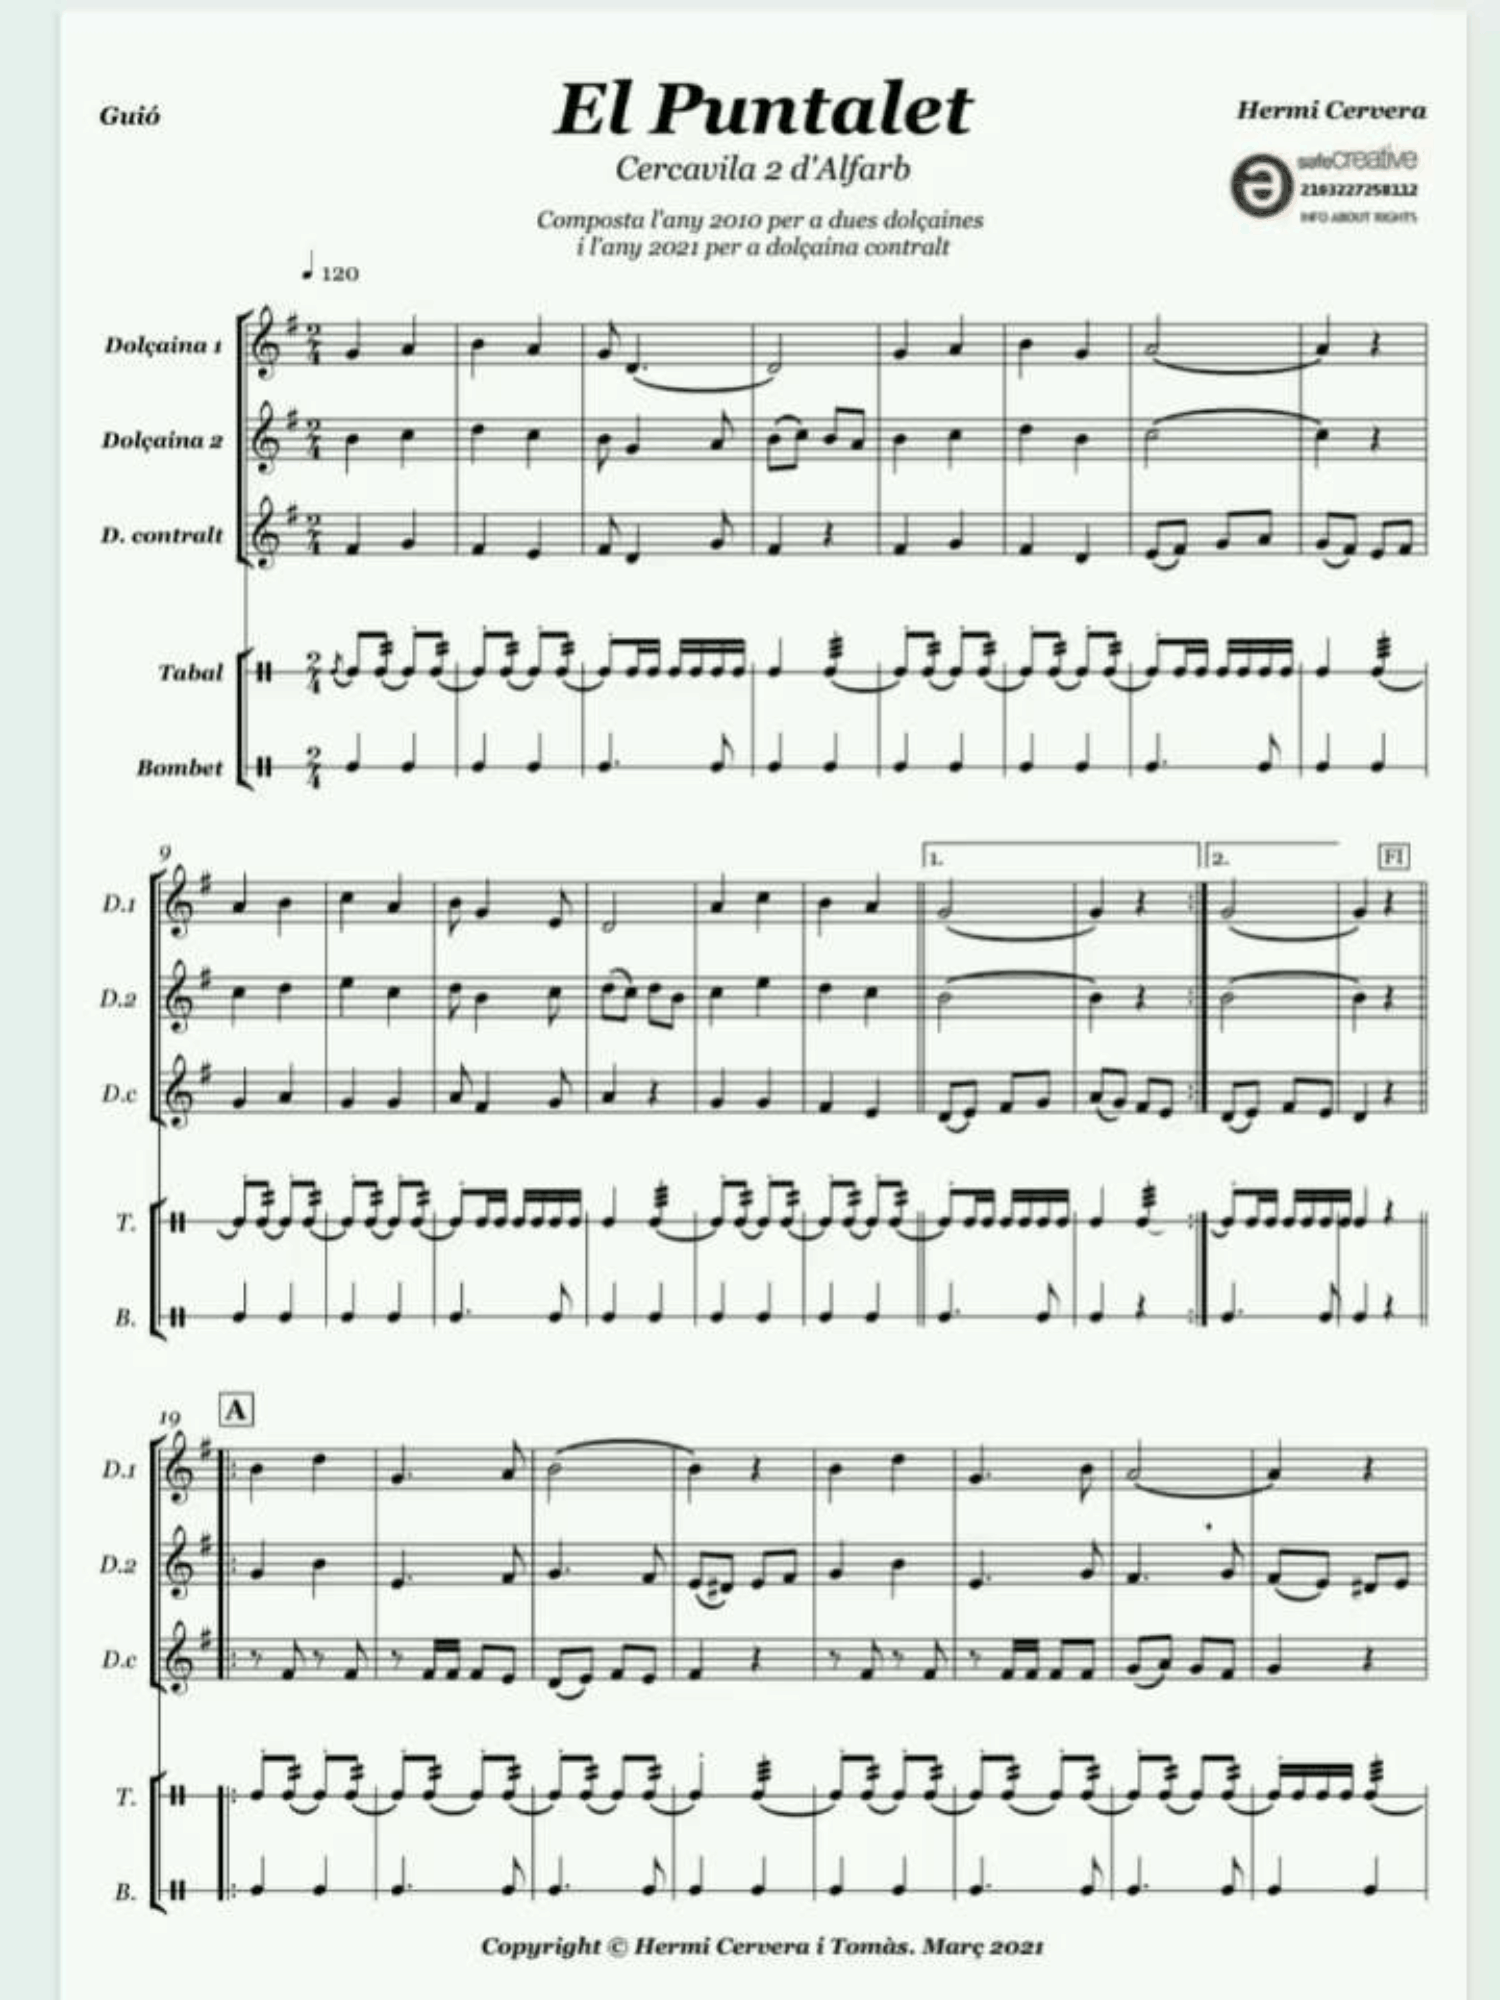 Guió
El Puntalet
Hermi Cervera
Cercavila 2 d'Alfarb
safeCreative
2103227258112
INFO ABOUT RIGHTS
Composta l'any 2010 per a dues dolçaines
i l'any 2021 per a dolçaina contralt
120
Dolçaina 1
Dolçaina 2
D. contralt
Tabal
Bombet
9
1.
2.
FI
D.1
D.2
D.c
T.
B.
19
A
D.1
D.2
D.c
T.
B.
Copyright © Hermi Cervera i Tomàs. Març 2021